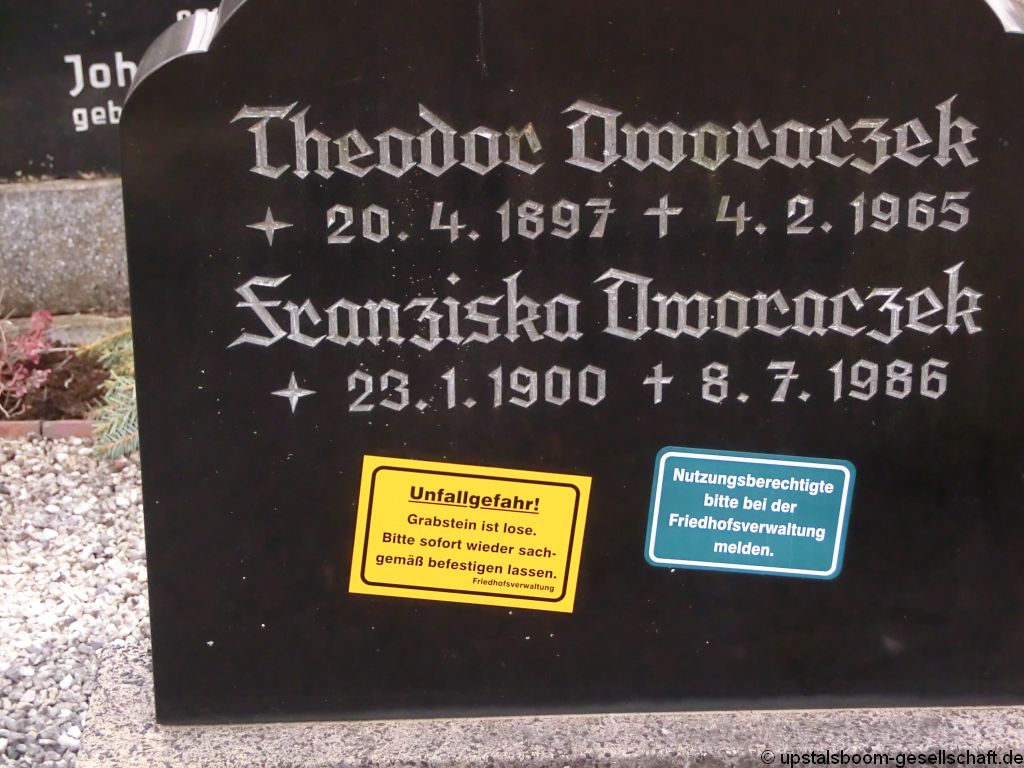 Joh
geb
Theodor Dworaczek
20. 4. 1897 † 4. 2. 1965
Franziska Dworaczek
23. 1. 1900 † 8. 7. 1986
Unfallgefahr!
Grabstein ist lose.
Bitte sofort wieder sach-
gemäß befestigen lassen.
Friedhofsverwaltung
Nutzungsberechtigte
bitte bei der
Friedhofsverwaltung
melden.
© upstalsboom-gesellschaft.de